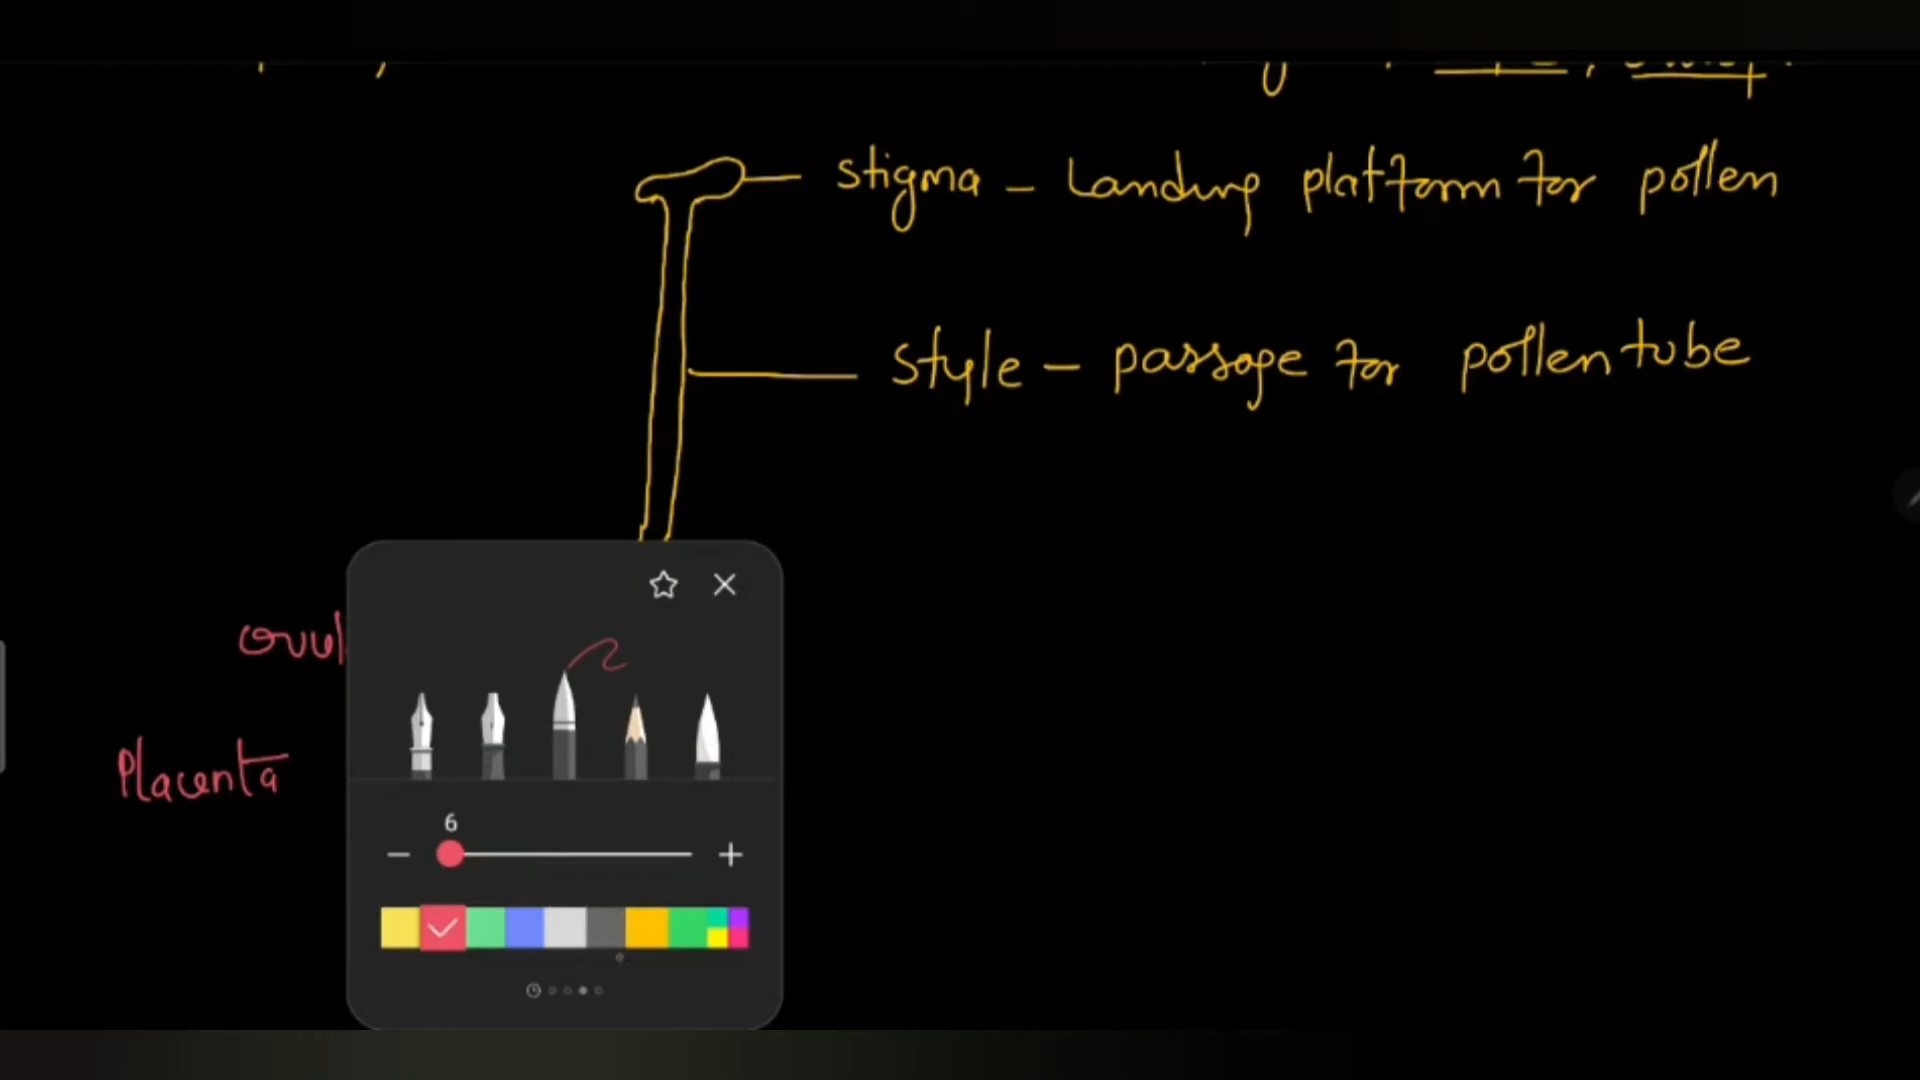 stigma - Landing platform for pollen
style - passage for pollen tube
ovul
Placenta
6